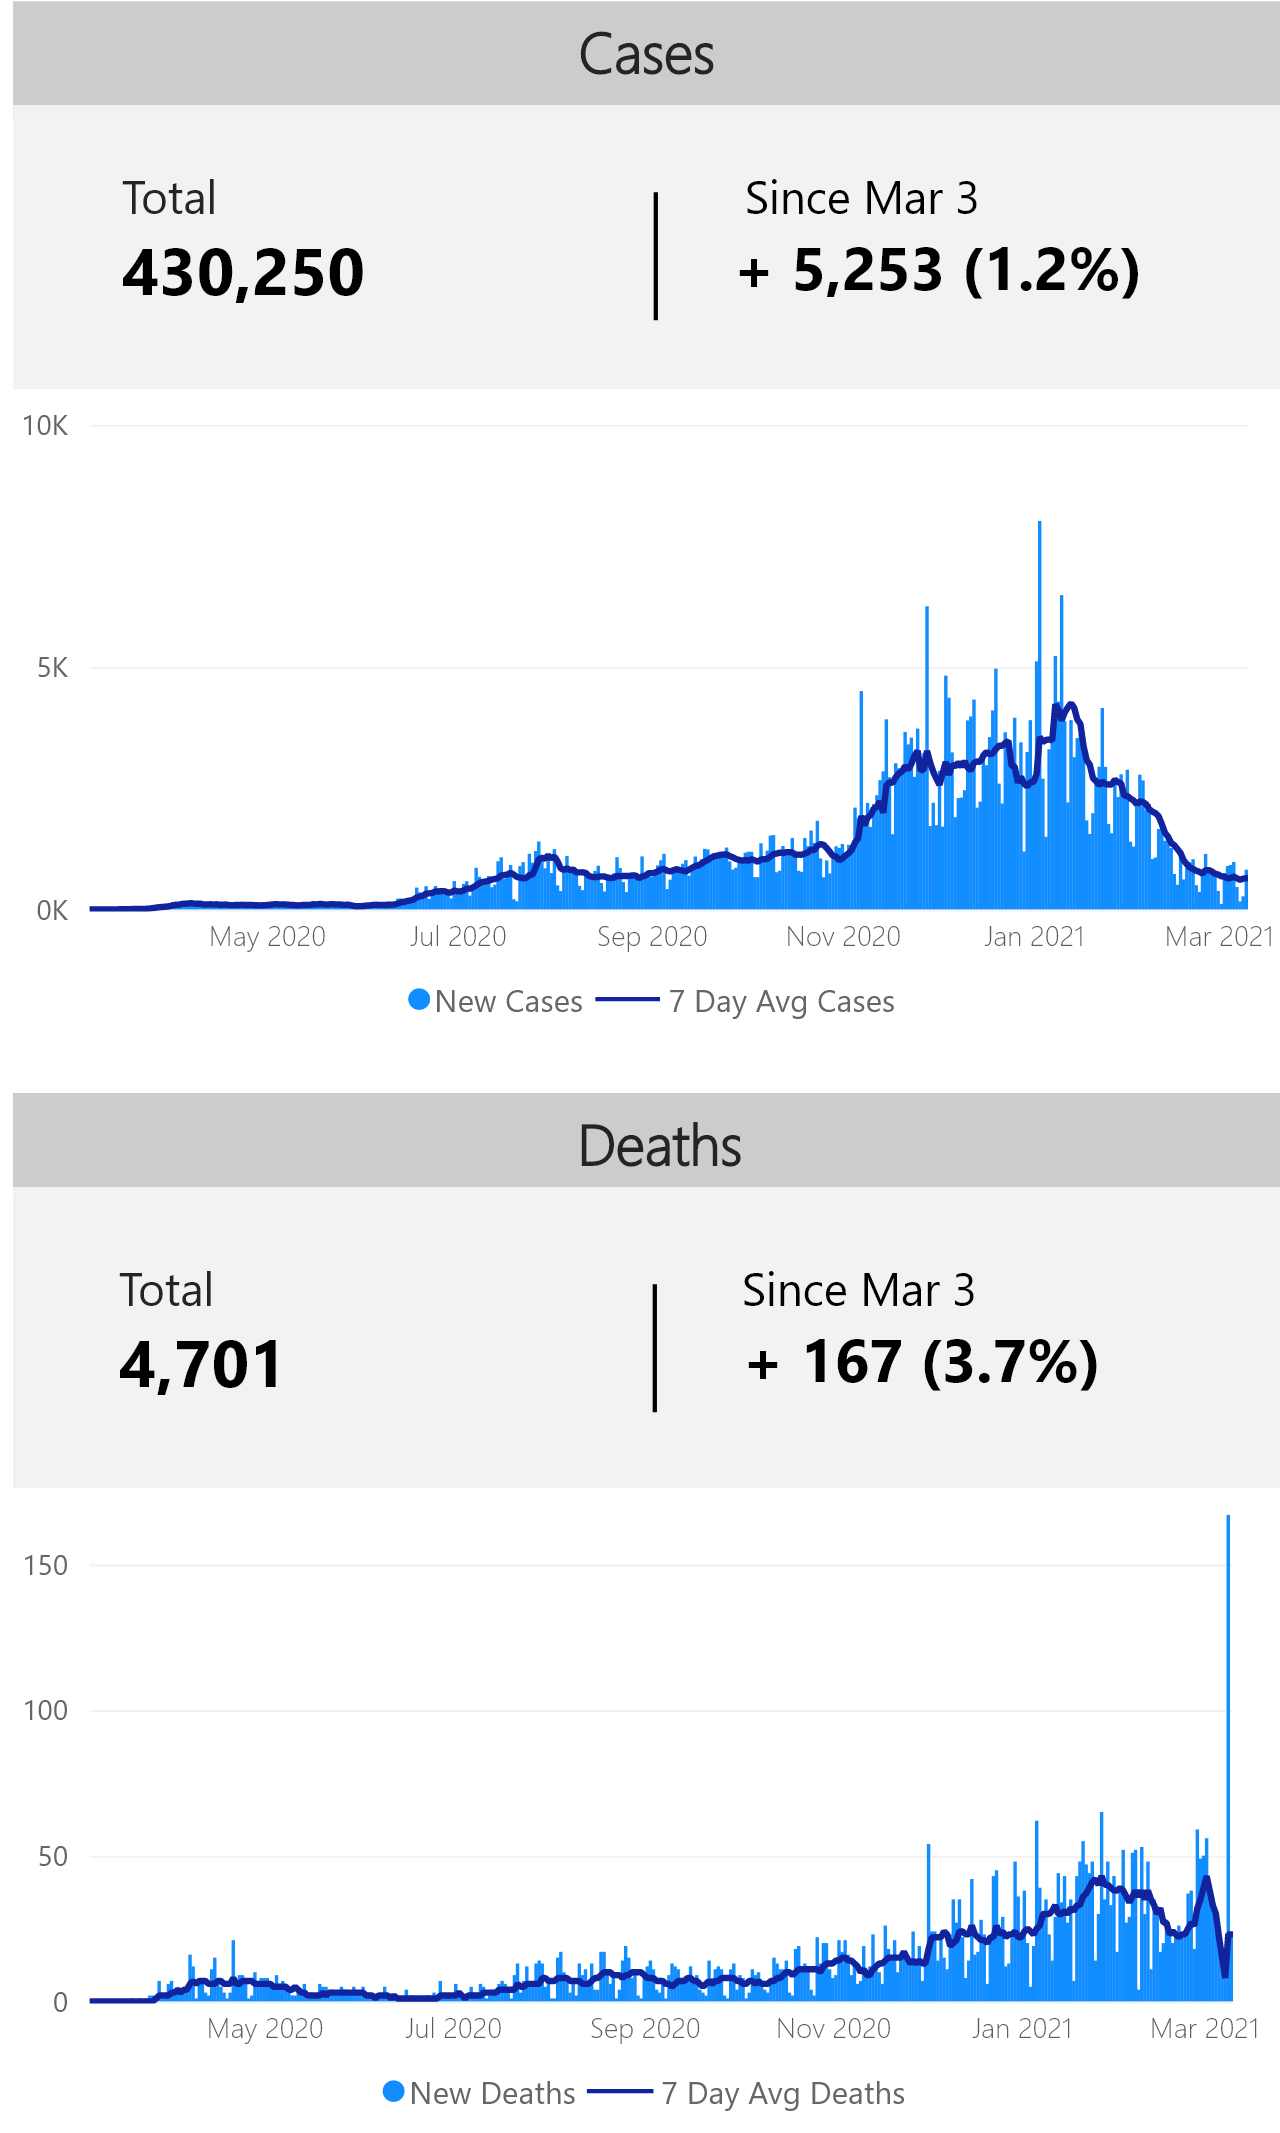 Cases
Total
Since Mar 3
430,250
+ 5,253 (1.2%)
10K
5K
0K
May 2020
Jul 2020
Sep 2020
Nov 2020
Jan 2021
Mar 2021
New Cases
7 Day Avg Cases
Deaths
Total
Since Mar 3
4,701
+ 167 (3.7%)
150
100
50
0
May 2020
Jul 2020
Sep 2020
Nov 2020
Jan 2021
Mar 2021
New Deaths
7 Day Avg Deaths